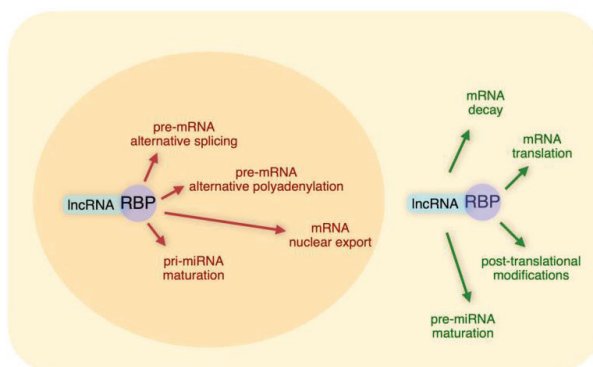 pre-mRNA
alternative splicing
pre-mRNA
alternative polyadenylation
lncRNA RBP
mRNA
nuclear export
pri-miRNA
maturation
mRNA
decay
mRNA
translation
lncRNA RBP
post-translational
modifications
pre-miRNA
maturation